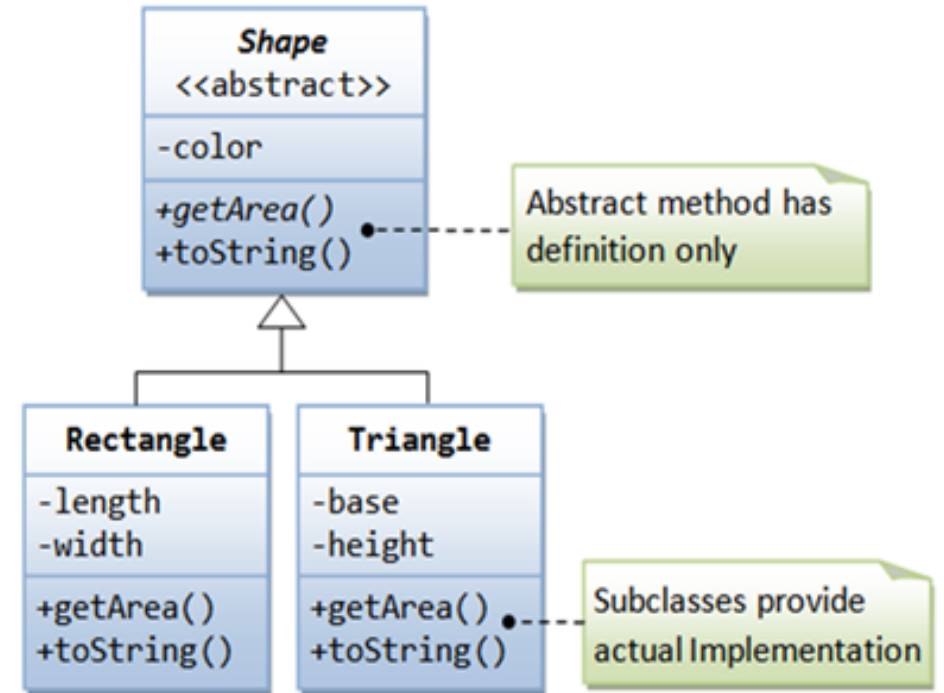 Shape
<<abstract>>
-color
+getArea()
+toString()
Abstract method has
definition only
Rectangle
-length
-width
+getArea()
+toString()
Triangle
-base
-height
+getArea()
+toString()
Subclasses provide
actual Implementation